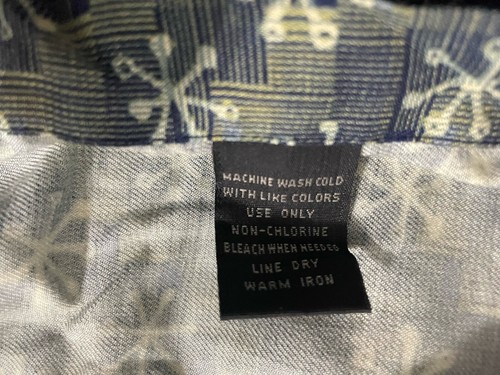 MACHINE WASH COLD
WITH LIKE COLORS
USE ONLY
NON-CHLORINE
BLEACH WHEN NEEDED
LINE DRY
WARM IRON